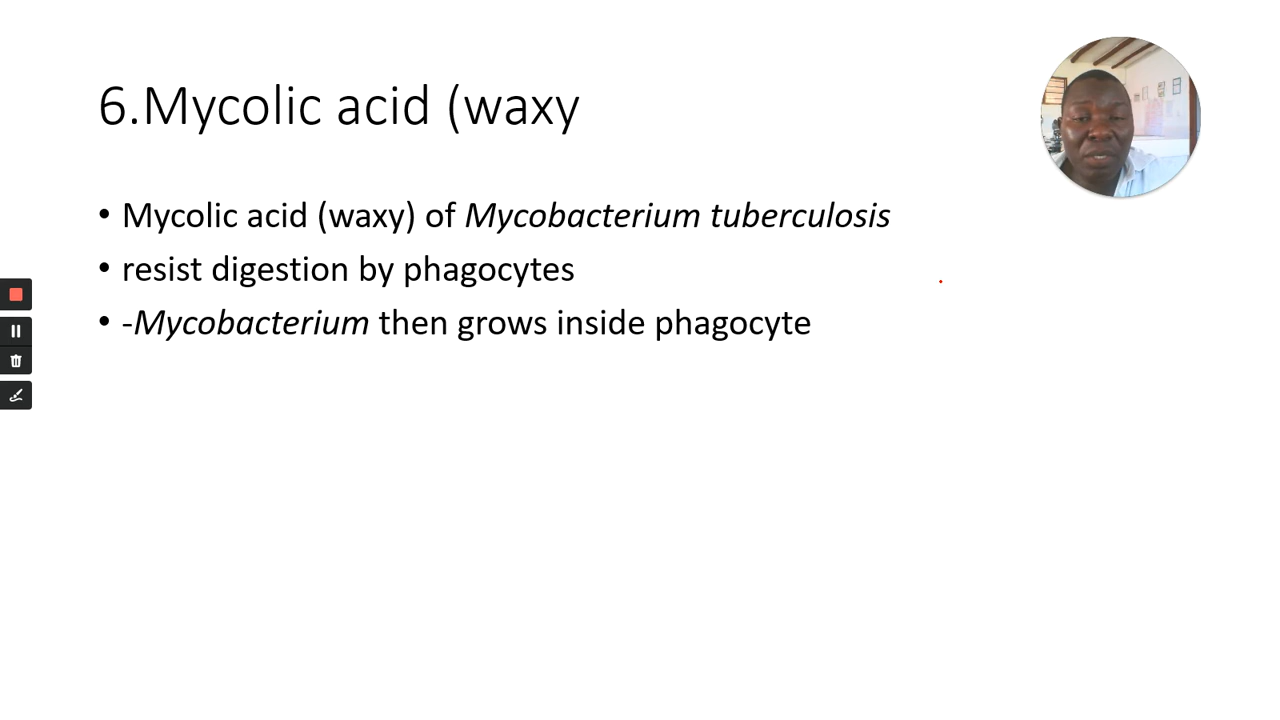 6.Mycolic acid (waxy
• Mycolic acid (waxy) of Mycobacterium tuberculosis
• resist digestion by phagocytes
• -Mycobacterium then grows inside phagocyte